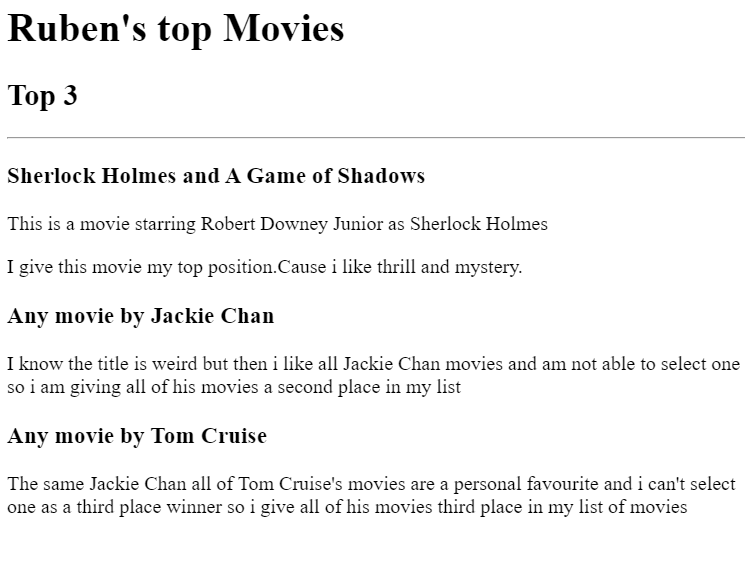 Ruben's top Movies
Top 3
Sherlock Holmes and A Game of Shadows
This is a movie starring Robert Downey Junior as Sherlock Holmes
I give this movie my top position.Cause i like thrill and mystery.
Any movie by Jackie Chan
I know the title is weird but then i like all Jackie Chan movies and am not able to select one
so i am giving all of his movies a second place in my list
Any movie by Tom Cruise
The same Jackie Chan all of Tom Cruise's movies are a personal favourite and i can't select
one as a third place winner so i give all of his movies third place in my list of movies